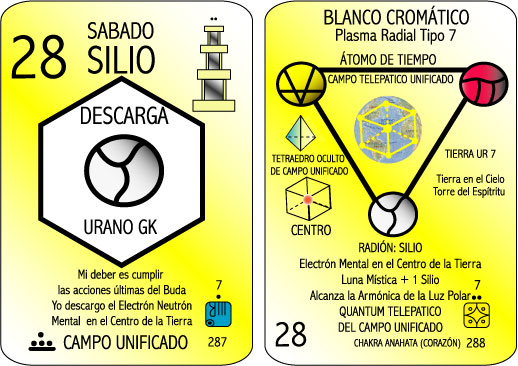 28
SABADO
SILIO
DESCARGA
URANO GK
Mi deber es cumplir
las acciones últimas del Buda
Yo descargo el Electrón Neutrón
Mental en el Centro de la Tierra
7
CAMPO UNIFICADO
287
BLANCO CROMÁTICO
Plasma Radial Tipo 7
ÁTOMO DE TIEMPO
CAMPO TELEPATICO UNIFICADO
TETRAEDRO OCULTO
DE CAMPO UNIFICADO
TIERRA UR 7
Tierra en el Cielo
Torre del Espíritu
CENTRO
RADIÓN: SILIO
Electrón Mental en el Centro de la Tierra
Luna Mística + 1 Silio
Alcanza la Armónica de la Luz Polar
7
QUANTUM TELEPATICO
DEL CAMPO UNIFICADO
28
CHAKRA ANAHATA (CORAZÓN)
288